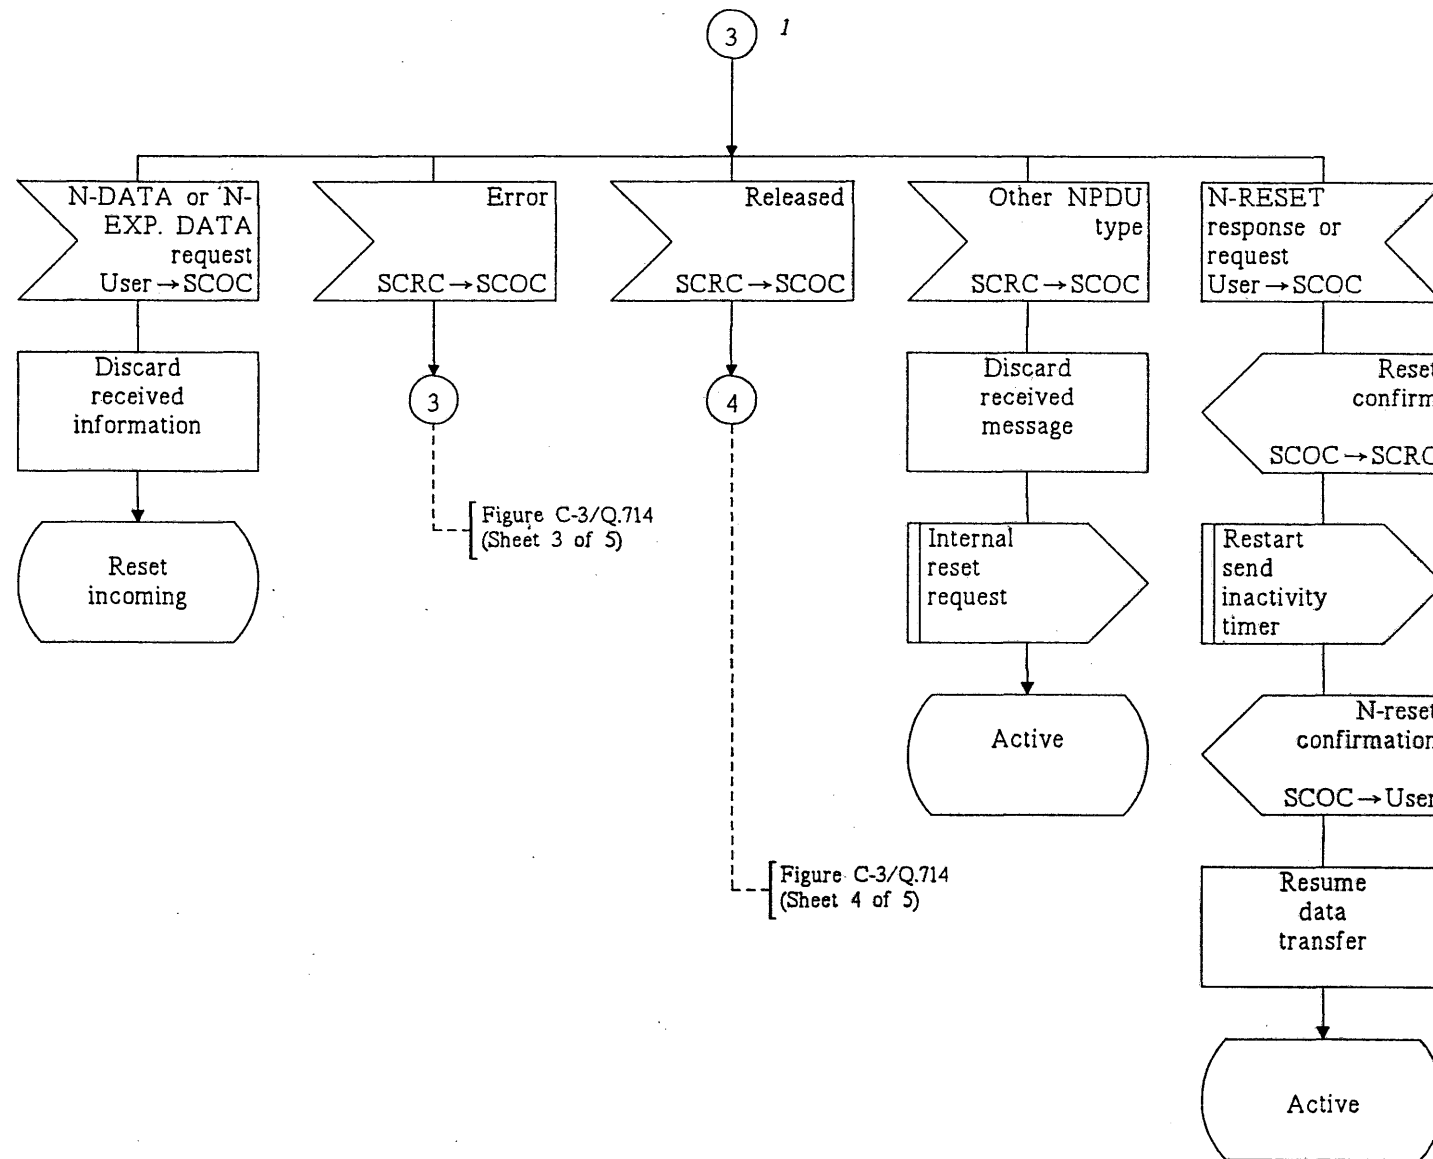 3 1
N-DATA or N-
EXP. DATA
request
User→SCOC
Error
SCRC→SCOC
Released
SCRC→SCOC
Other NPDU
type
SCRC→SCOC
N-RESET
response or
request
User→SCOC
Discard
received
information
3
4
Discard
received
message
Reset
confirm
SCOC→SCRC
Figure C-3/Q.714
(Sheet 3 of 5)
Reset
incoming
Internal
reset
request
Restart
send
inactivity
timer
Active
N-reset
confirmation
SCOC→User
Figure C-3/Q.714
(Sheet 4 of 5)
Resume
data
transfer
Active